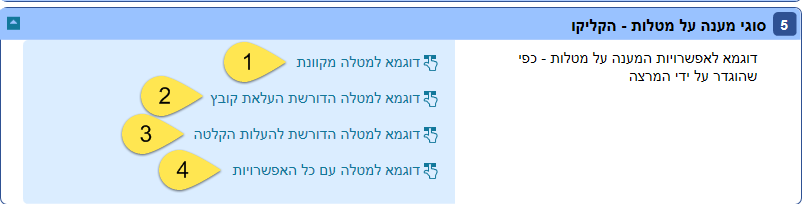 5 סוגי מענה על מטלות - הקליקו
דוגמא לאפשרויות המענה על מטלות - כפי
שהוגדר על ידי המרצה
דוגמא למטלה מקוונת 1
דוגמא למטלה הדורשת העלאת קובץ 2
דוגמא למטלה הדורשת להעלות הקלטה 3
דוגמא למטלה עם כל האפשרויות 4